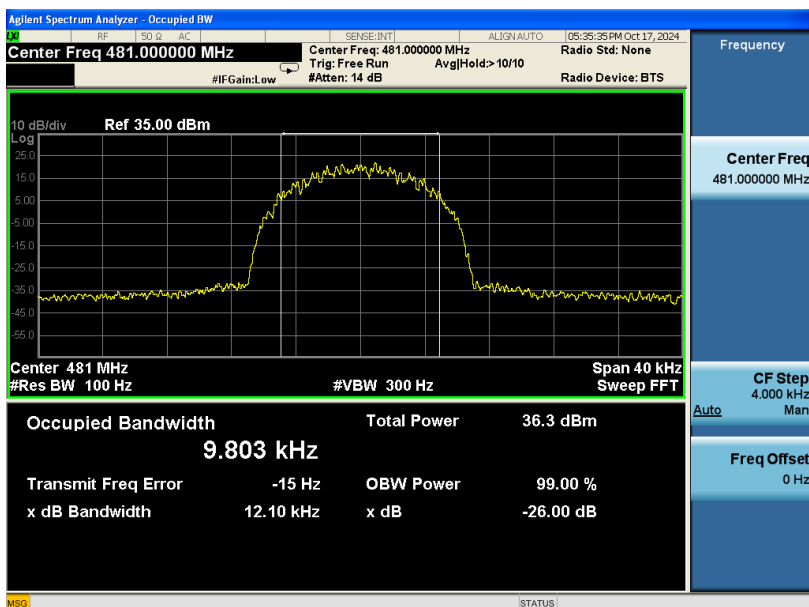 Agilent Spectrum Analyzer - Occupied BW
LXI RF 50 Ω AC SENSE:INT ALIGN AUTO 05:35:35 PM Oct 17, 2024
Center Freq 481.000000 MHz
Center Freq: 481.000000 MHz Radio Std: None
Trig: Free Run Avg|Hold:>10/10
#IFGain:Low #Atten: 14 dB Radio Device: BTS
Frequency
10 dB/div Ref 35.00 dBm
Log
25.0
15.0
5.00
-5.00
-15.0
-25.0
-35.0
-45.0
-55.0
Center 481 MHz Span 40 kHz
#Res BW 100 Hz #VBW 300 Hz Sweep FFT
Occupied Bandwidth Total Power 36.3 dBm
9.803 kHz
Transmit Freq Error -15 Hz OBW Power 99.00 %
x dB Bandwidth 12.10 kHz x dB -26.00 dB
Center Freq
481.000000 MHz
CF Step
4.000 kHz
Auto Man
Freq Offset
0 Hz
MSG STATUS